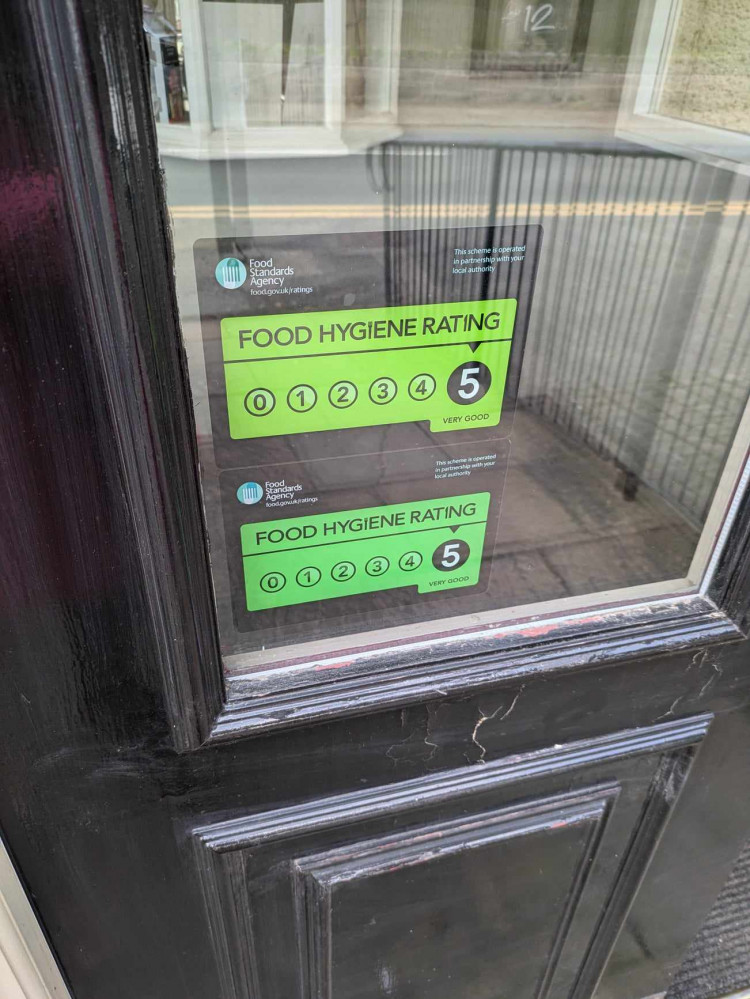 12
Food
Standards
Agency
food.gov.uk/ratings
This scheme is operated
in partnership with your
local authority
FOOD HYGIENE RATING
0 1 2 3 4 5
VERY GOOD
Food
Standards
Agency
food.gov.uk/ratings
This scheme is operated
in partnership with your
local authority
FOOD HYGIENE RATING
0 1 2 3 4 5
VERY GOOD